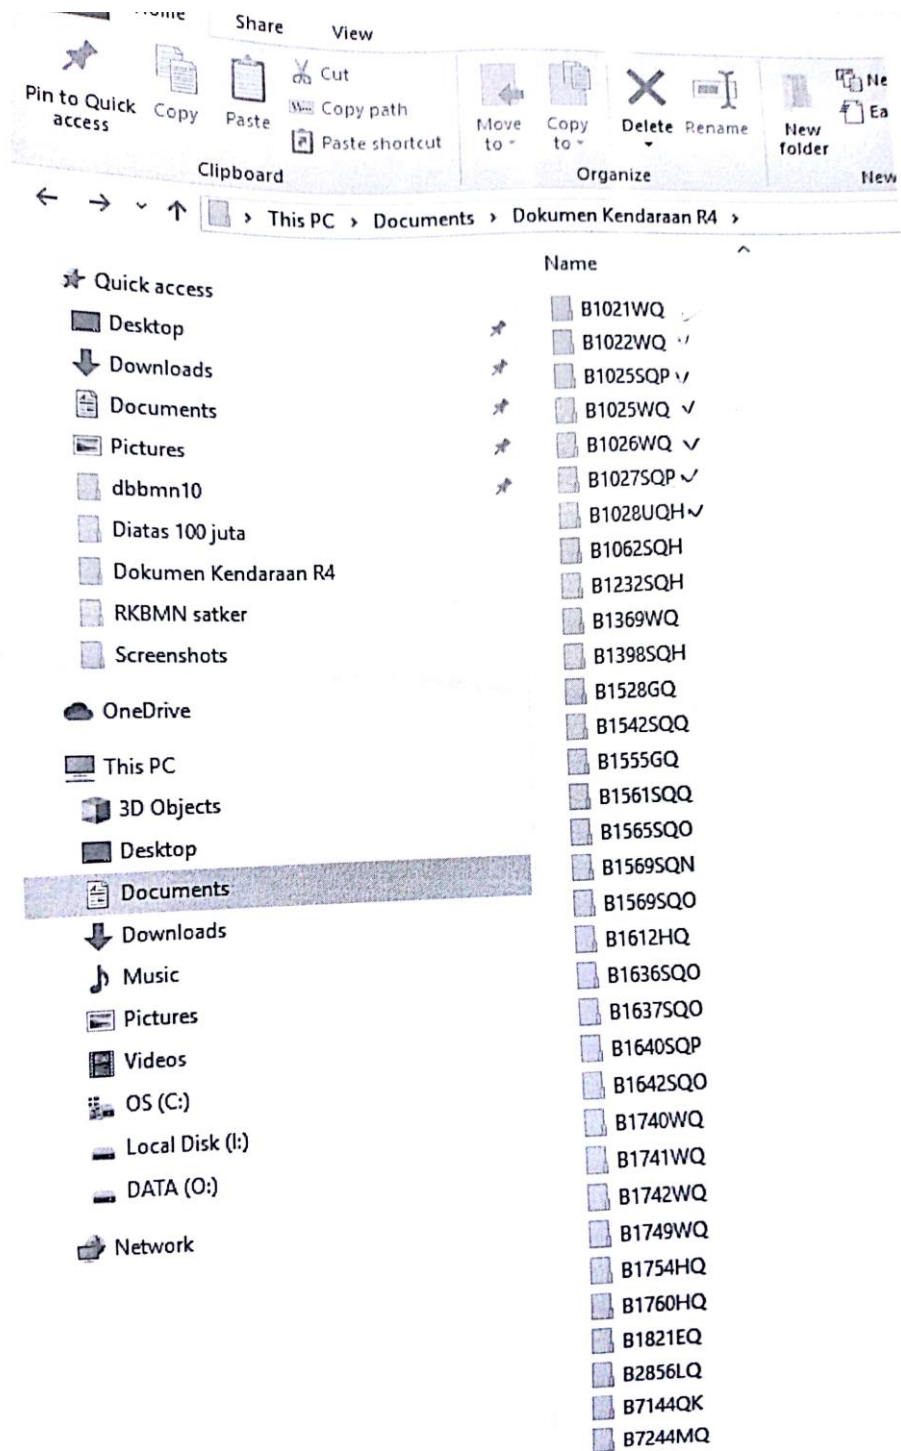 Home Share View
Pin to Quick access
Copy
Paste
Cut
Copy path
Paste shortcut
Move to
Copy to
Delete
Rename
New folder
Ne
Ea
Clipboard
Organize
New
This PC > Documents > Dokumen Kendaraan R4 >
Quick access
Desktop
Downloads
Documents
Pictures
dbbmn10
Diatas 100 juta
Dokumen Kendaraan R4
RKBMN satker
Screenshots
OneDrive
This PC
3D Objects
Desktop
Documents
Downloads
Music
Pictures
Videos
OS (C:)
Local Disk (I:)
DATA (O:)
Network
Name
B1021WQ
B1022WQ
B1025SQP
B1025WQ
B1026WQ
B1027SQP
B1028UQH
B1062SQH
B1232SQH
B1369WQ
B1398SQH
B1528GQ
B1542SQQ
B1555GQ
B1561SQQ
B1565SQO
B1569SQN
B1569SQO
B1612HQ
B1636SQO
B1637SQO
B1640SQP
B1642SQO
B1740WQ
B1741WQ
B1742WQ
B1749WQ
B1754HQ
B1760HQ
B1821EQ
B2856LQ
B7144QK
B7244MQ